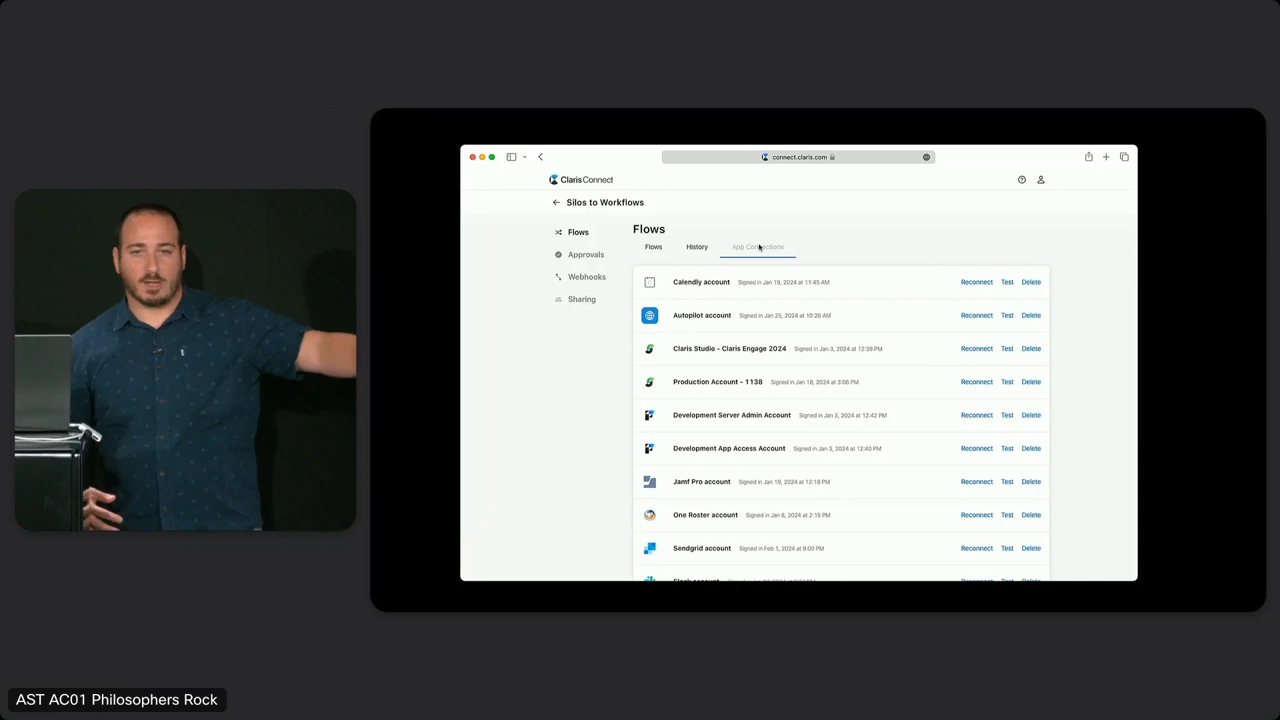 connect.claris.com
Claris Connect
Silos to Workflows
Flows
Approvals
Webhooks
Sharing
Flows
Flows History App Connections
Calendly account Signed in Jan 19, 2024 at 11:45 AM Reconnect Test Delete
Autopilot account Signed in Jan 25, 2024 at 10:26 AM Reconnect Test Delete
Claris Studio - Claris Engage 2024 Signed in Jan 3, 2024 at 12:38 PM Reconnect Test Delete
Production Account - 1138 Signed in Jan 18, 2024 at 3:06 PM Reconnect Test Delete
Development Server Admin Account Signed in Jan 3, 2024 at 12:42 PM Reconnect Test Delete
Development App Access Account Signed in Jan 3, 2024 at 12:40 PM Reconnect Test Delete
Jamf Pro account Signed in Jan 19, 2024 at 12:18 PM Reconnect Test Delete
One Roster account Signed in Jan 8, 2024 at 2:15 PM Reconnect Test Delete
Sendgrid account Signed in Feb 1, 2024 at 9:00 PM Reconnect Test Delete
Slack account Reconnect Test Delete
AST AC01 Philosophers Rock